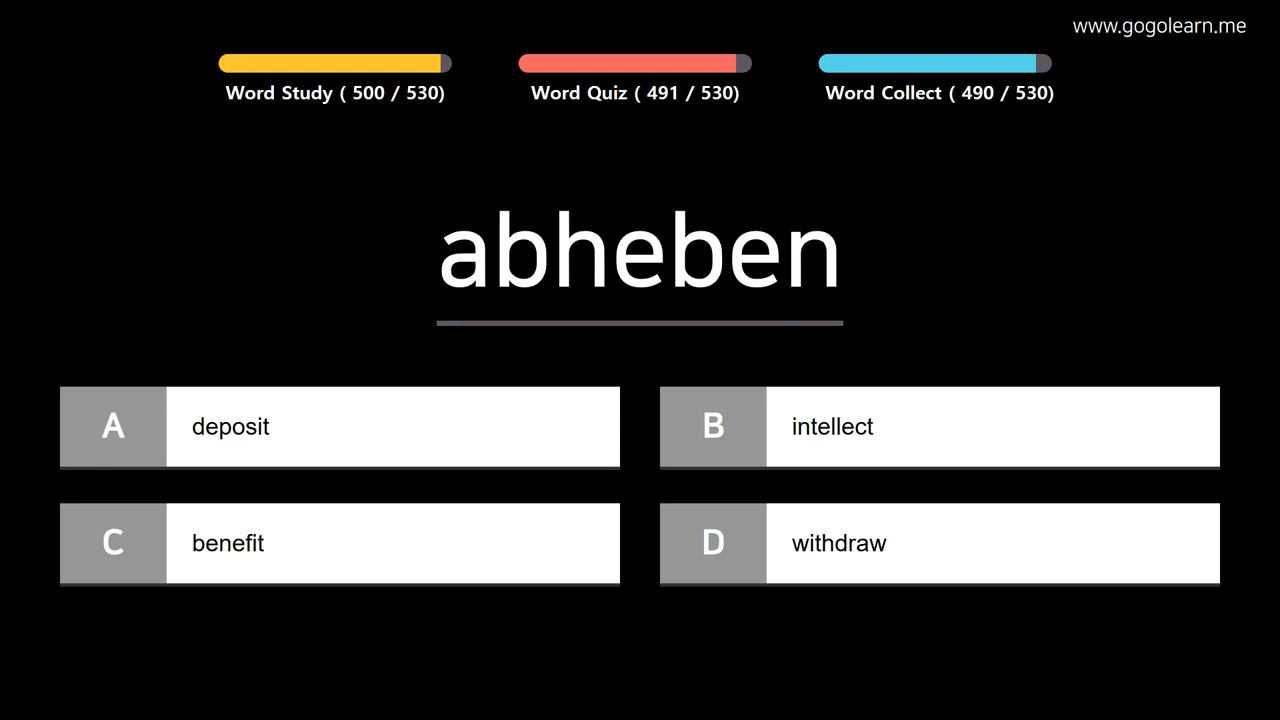 www.gogolearn.me
Word Study ( 500 / 530)
Word Quiz ( 491 / 530)
Word Collect ( 490 / 530)
abheben
A deposit
B intellect
C benefit
D withdraw